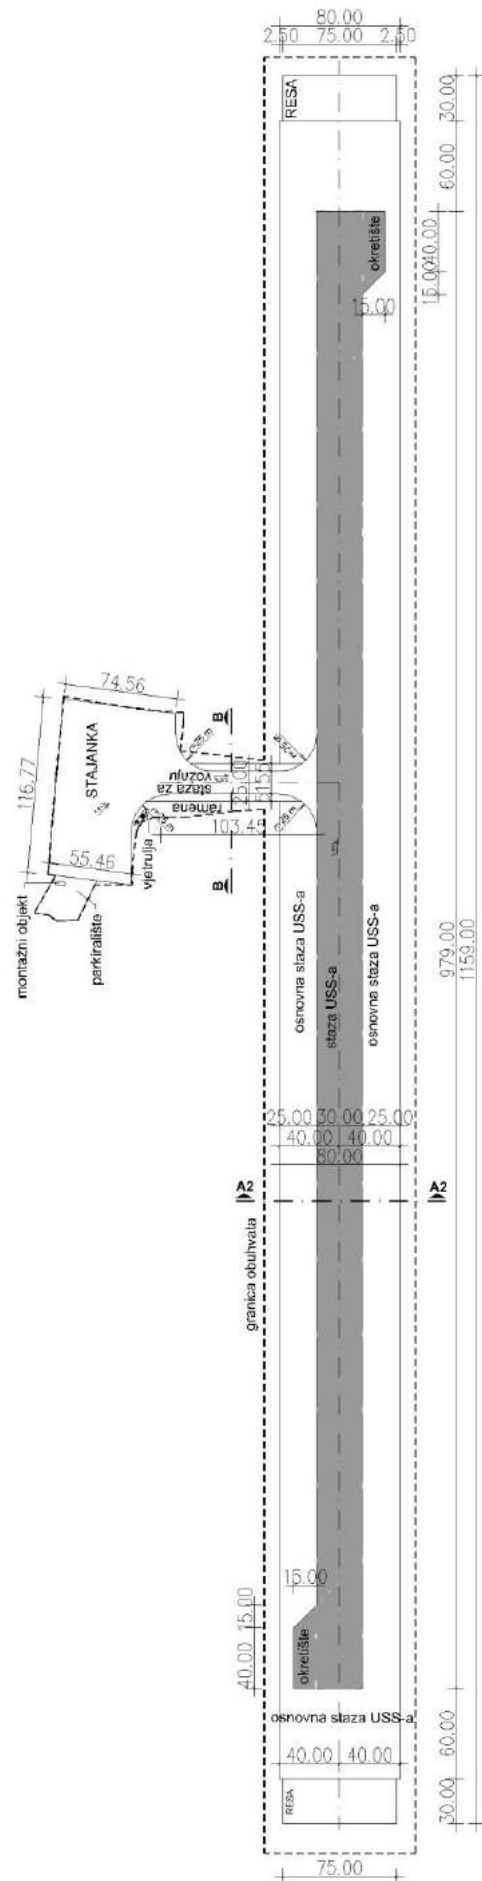 80.00
2.50 75.00 2.50
RESA
30.00
60.00
okretište
40.00
15.00
15.00
74.56
116.77
STAJANKA
B
staza za
vožnju
ramena
103.45
vjetrulja
55.46
B
montažni objekt
parkiralište
osnovna staza USS-a
staza USS-a
osnovna staza USS-a
979.00
1159.00
25.00 30.00 25.00
40.00 40.00
80.00
A2
A2
granica obuhvata
15.00
15.00
40.00
okretište
osnovna staza USS-a
60.00
40.00 40.00
RESA
30.00
75.00